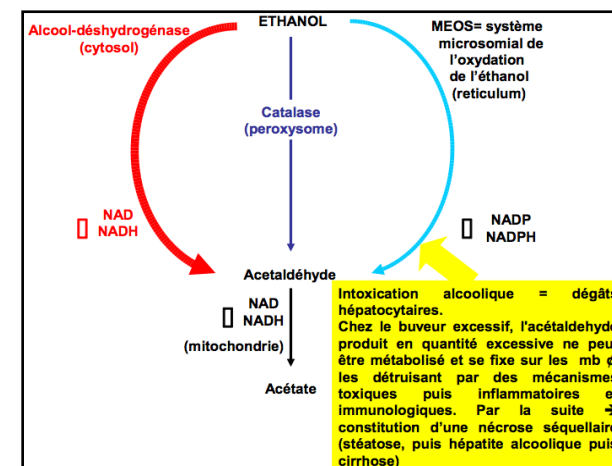 ETHANOL
Alcool-déshydrogénase
(cytosol)
MEOS= système
microsomial de
l'oxydation
de l'éthanol
(reticulum)
Catalase
(peroxysome)
NAD
NADH
NADP
NADPH
Acetaldéhyde
NAD
NADH
(mitochondrie)
Acétate
Intoxication alcoolique = dégâts
hépatocytaires.
Chez le buveur excessif, l'acétaldehyde
produit en quantité excessive ne peu
être métabolisé et se fixe sur les mb ¢
les détruisant par des mécanismes
toxiques puis inflammatoires e
immunologiques. Par la suite →
constitution d'une nécrose séquellaire
(stéatose, puis hépatite alcoolique puis
cirrhose)